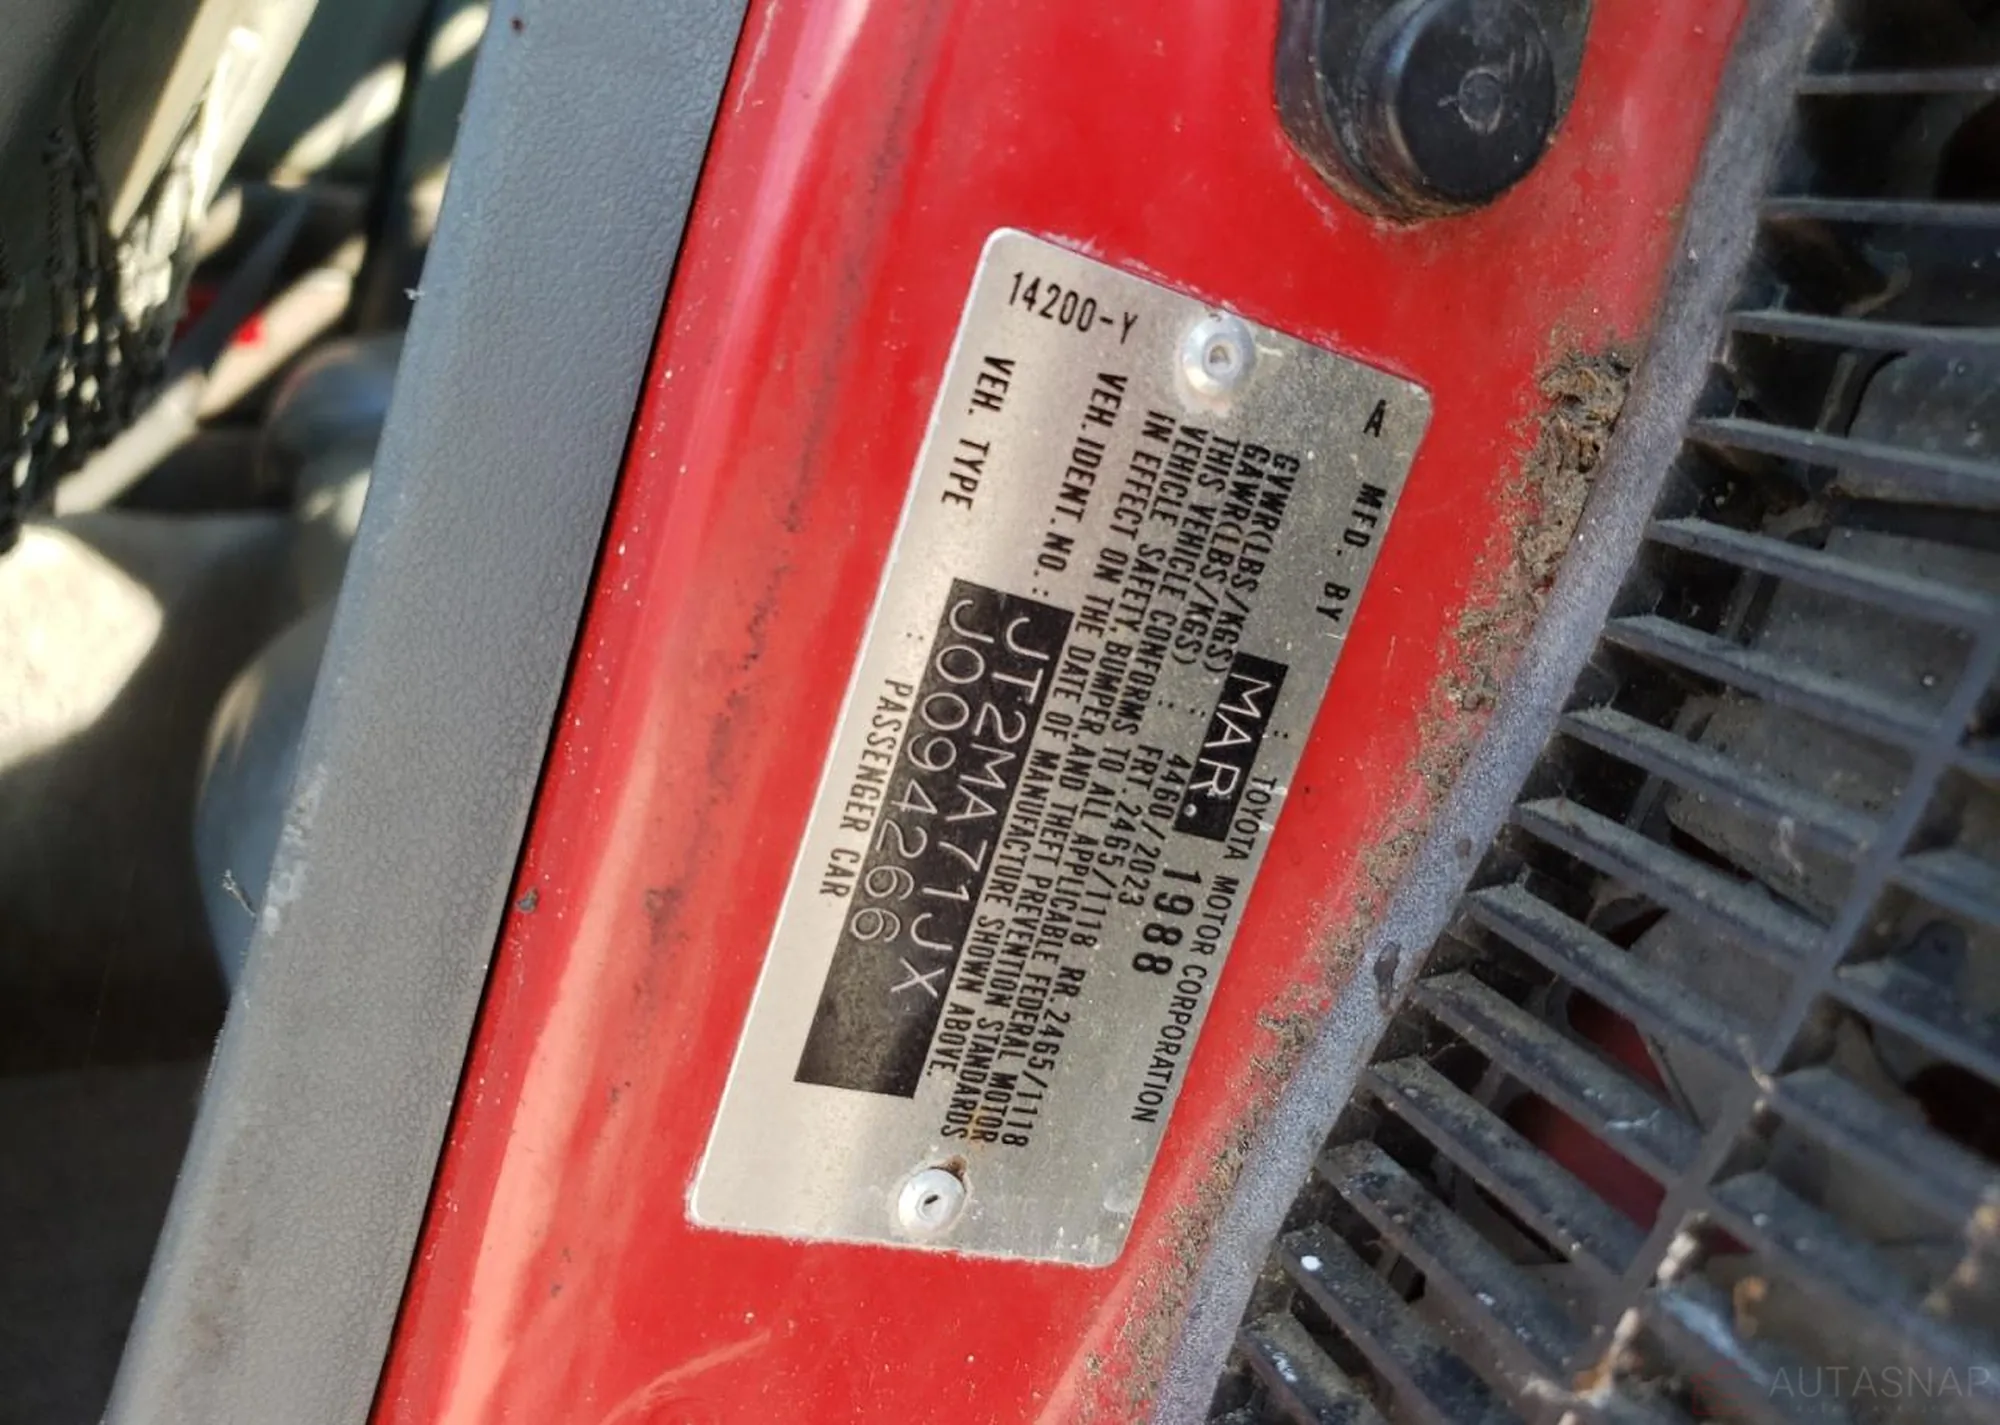 A MFD. BY : TOYOTA MOTOR CORPORATION
MAR. 1988
GVWR(LBS/KGS) : 4460/2023
GAWR(LBS/KGS) : FRT.2465/1118 RR.2465/1118
THIS VEHICLE CONFORMS TO ALL APPLICABLE FEDERAL MOTOR
VEHICLE SAFETY, BUMPER, AND THEFT PREVENTION STANDARDS
IN EFFECT ON THE DATE OF MANUFACTURE SHOWN ABOVE.
VEH. IDENT. NO. : JT2MA71JX
J0094266
VEH. TYPE : PASSENGER CAR
14200-Y
AUTASNAP